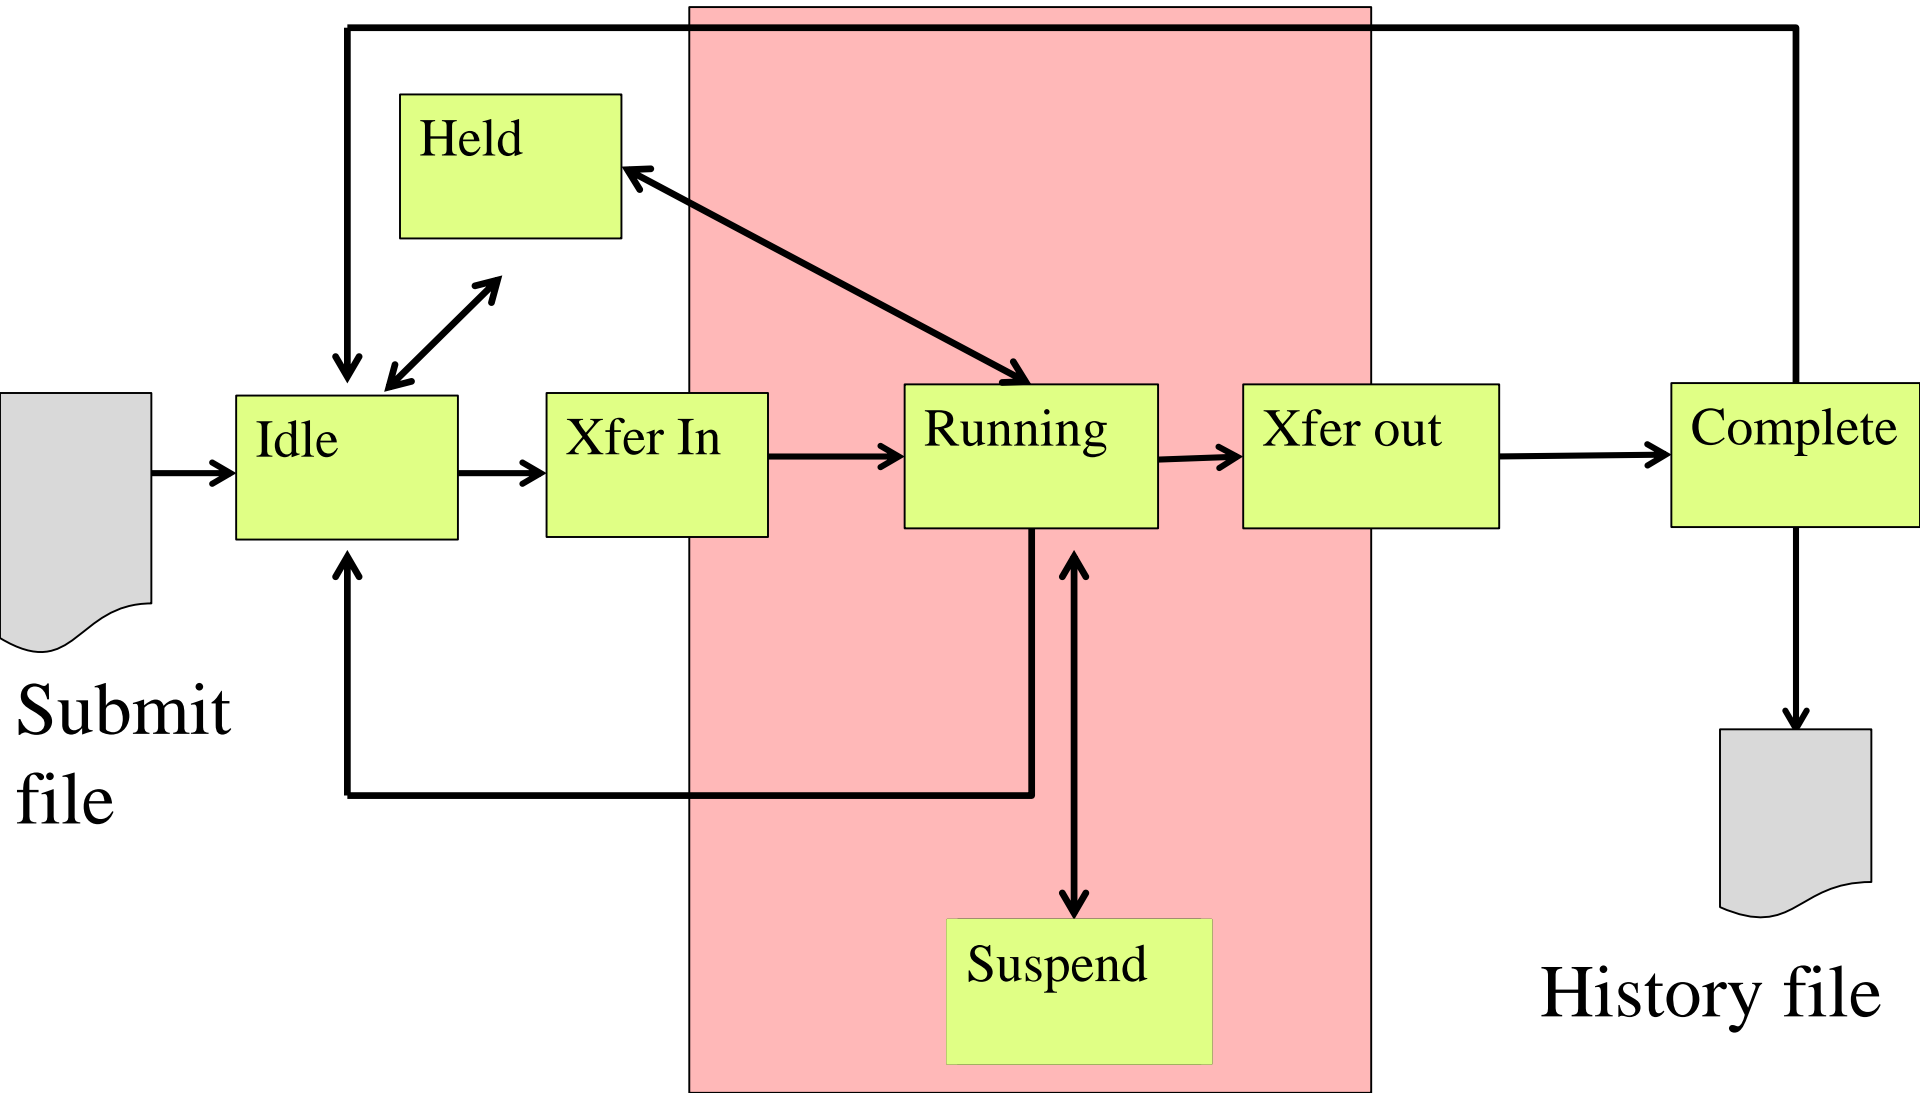 Held
Idle
Xfer In
Running
Xfer out
Complete
Submit
file
Suspend
History file